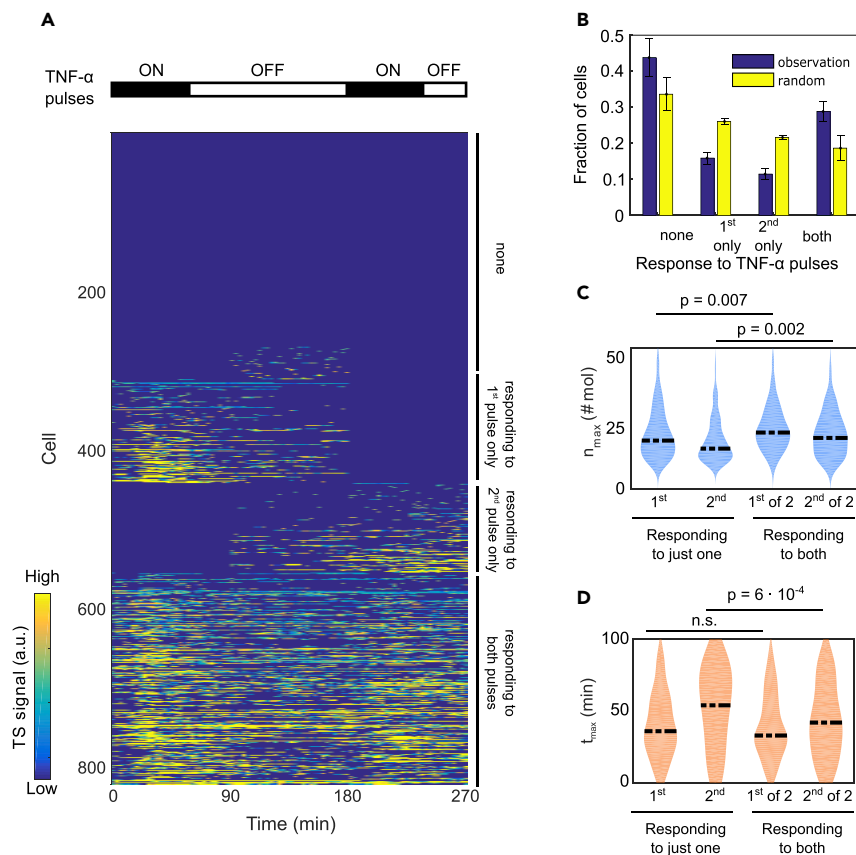 A
TNF-α
pulses
ON
OFF
ON
OFF
none
responding to
1st pulse only
resonding to
2nd pulse only
responding to
both pulses
200
400
600
800
Cell
High
TS signal (a.u.)
Low
0
90
180
270
Time (min)
B
0.5
0.4
0.3
0.2
0.1
0
Fraction of cells
observation
random
none
1st
only
2nd
only
both
Response to TNF-α pulses
C
p = 0.007
p = 0.002
50
25
0
nmax (# mol)
1st
2nd
1st of 2
2nd of 2
Responding
to just one
Responding
to both
D
p = 6 · 10-4
n.s.
100
50
0
tmax (min)
1st
2nd
1st of 2
2nd of 2
Responding
to just one
Responding
to both